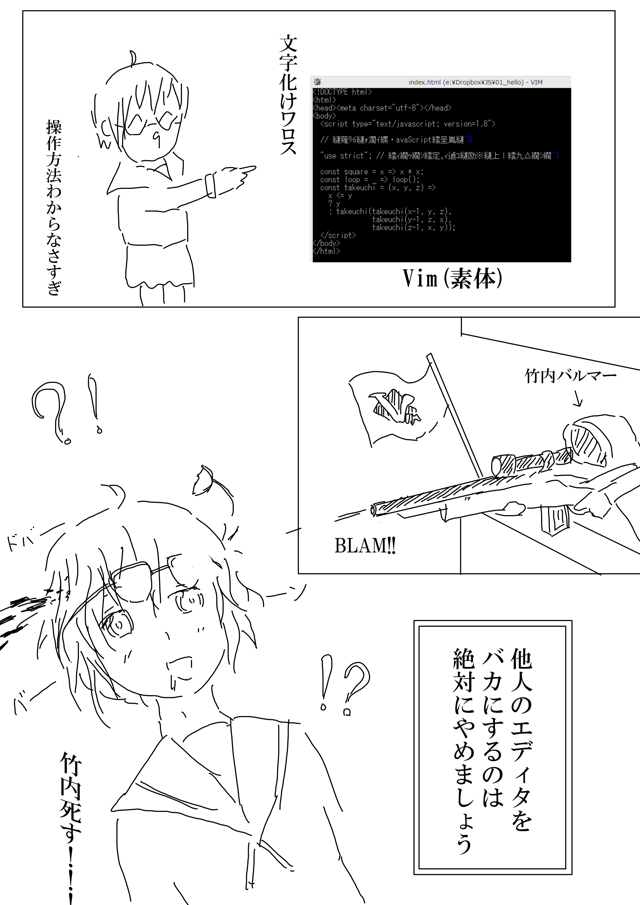 文字化けワロス
操作方法わからなさすぎ
index.html (e:¥Dropbox¥JS¥01_hello) - VIM
<!DOCTYPE html>
<html>
<head><meta charset="utf-8"></head>
<body>
<script type="text/javascript; version=1.8">
"use strict"; //
const square = x => x * x;
const loop = _ => loop();
const takeuchi = (x, y, z) =>
x <= y
? y
: takeuchi(takeuchi(x-1, y, z),
takeuchi(y-1, z, x),
takeuchi(z-1, x, y));
</script>
</body>
</html>
Vim(素体)
竹内バルマー
BLAM!!
?!
ドバ
バー
ーン
!?
他人のエディタを
バカにするのは
絶対にやめましょう
竹内死す!!!